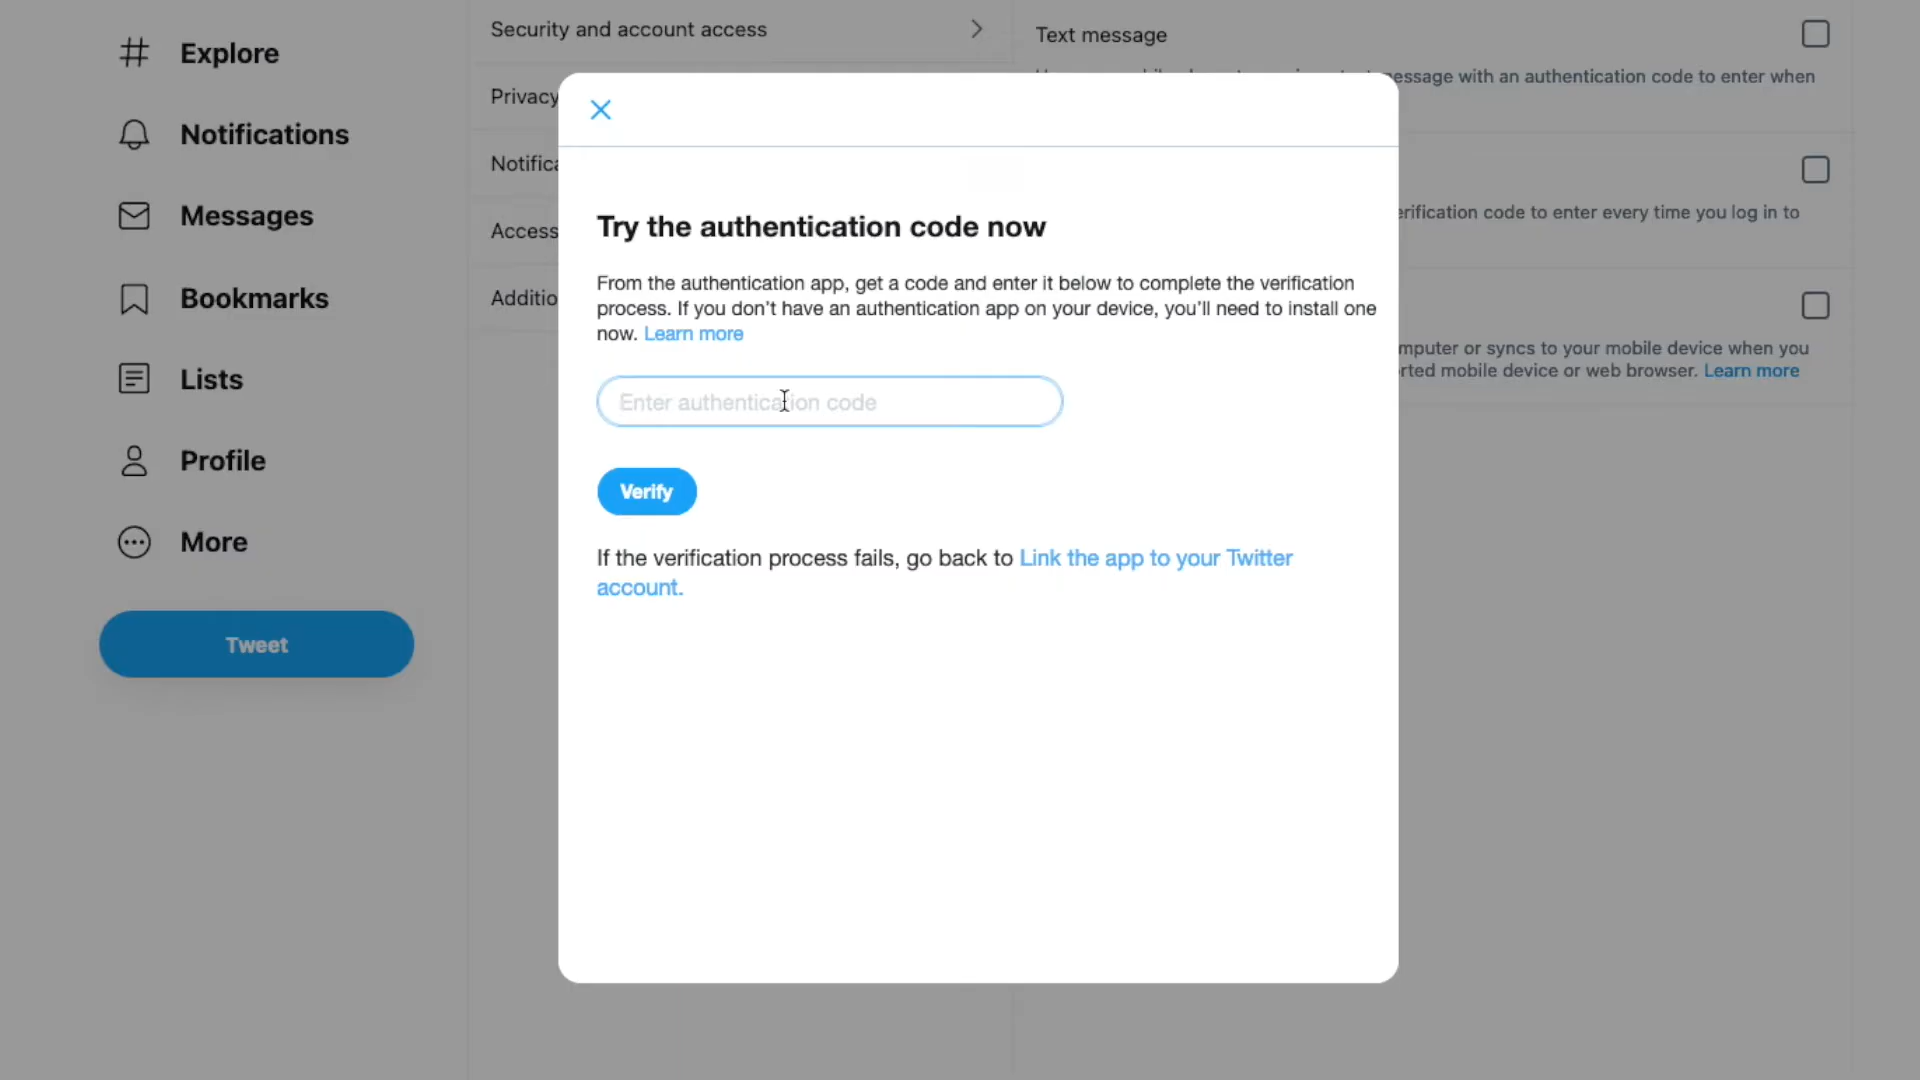 Explore
Notifications
Messages
Bookmarks
Lists
Profile
More
Tweet
Security and account access
Privacy
Notifica
Access
Additio
Text message
essage with an authentication code to enter when
erification code to enter every time you log in to
mputer or syncs to your mobile device when you
rted mobile device or web browser. Learn more
Try the authentication code now
From the authentication app, get a code and enter it below to complete the verification
process. If you don't have an authentication app on your device, you'll need to install one
now. Learn more
Enter authentication code
Verify
If the verification process fails, go back to Link the app to your Twitter
account.